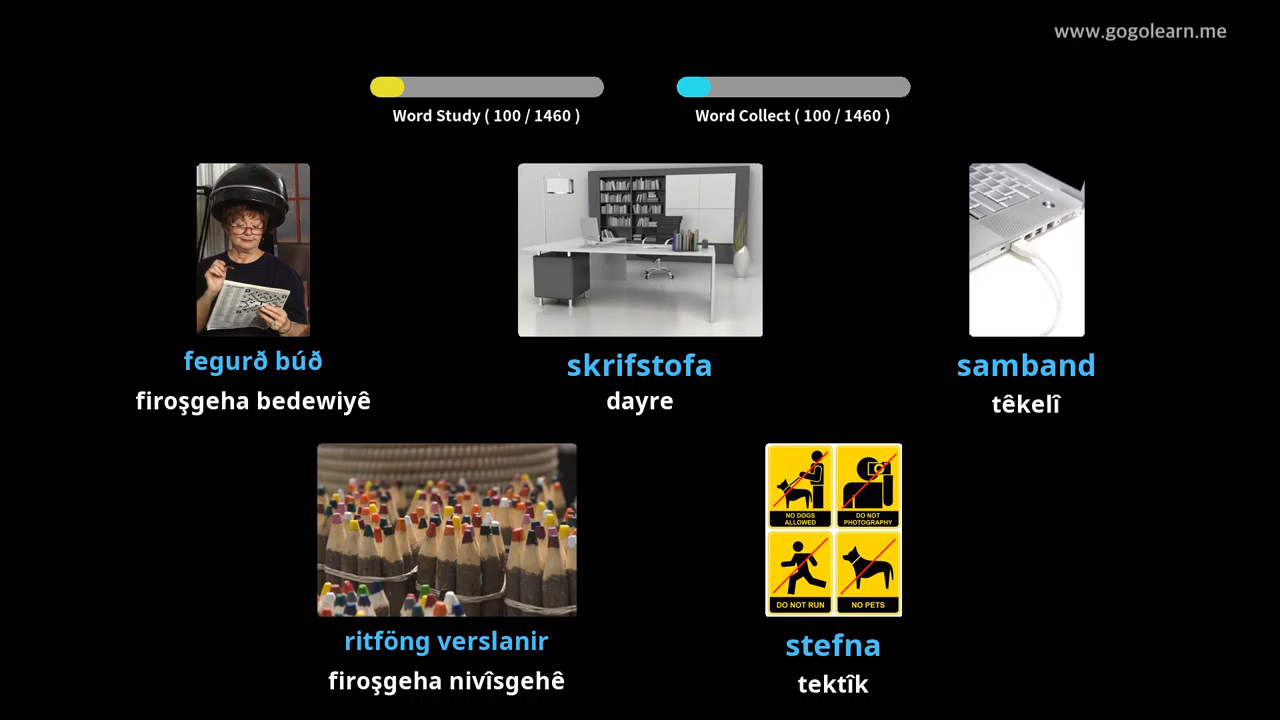 www.gogolearn.me
Word Study ( 100 / 1460 )
Word Collect ( 100 / 1460 )
fegurð búð
firoşgeha bedewiyê
skrifstofa
dayre
samband
têkelî
ritföng verslanir
firoşgeha nivîsgehê
NO DOGS
ALLOWED
DO NOT
PHOTOGRAPHY
DO NOT RUN
NO PETS
stefna
tektîk